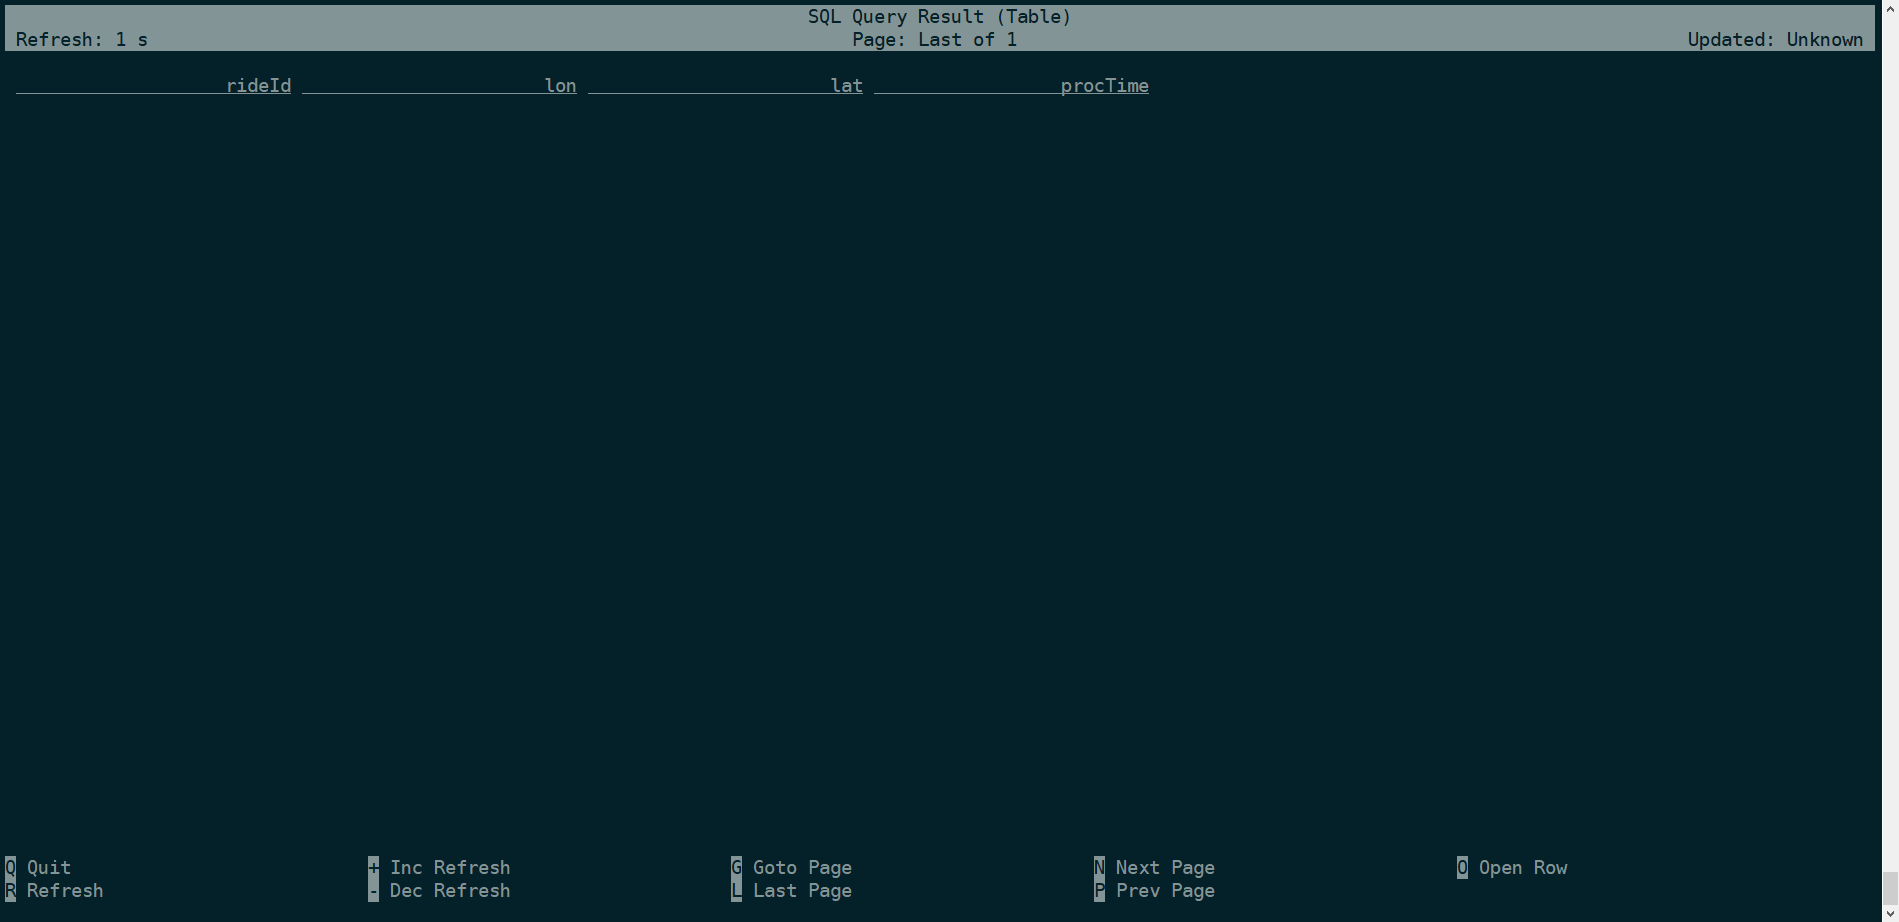 SQL Query Result (Table)
Refresh: 1 s Page: Last of 1 Updated: Unknown
rideId lon lat procTime
Q Quit + Inc Refresh G Goto Page N Next Page O Open Row
R Refresh - Dec Refresh L Last Page P Prev Page